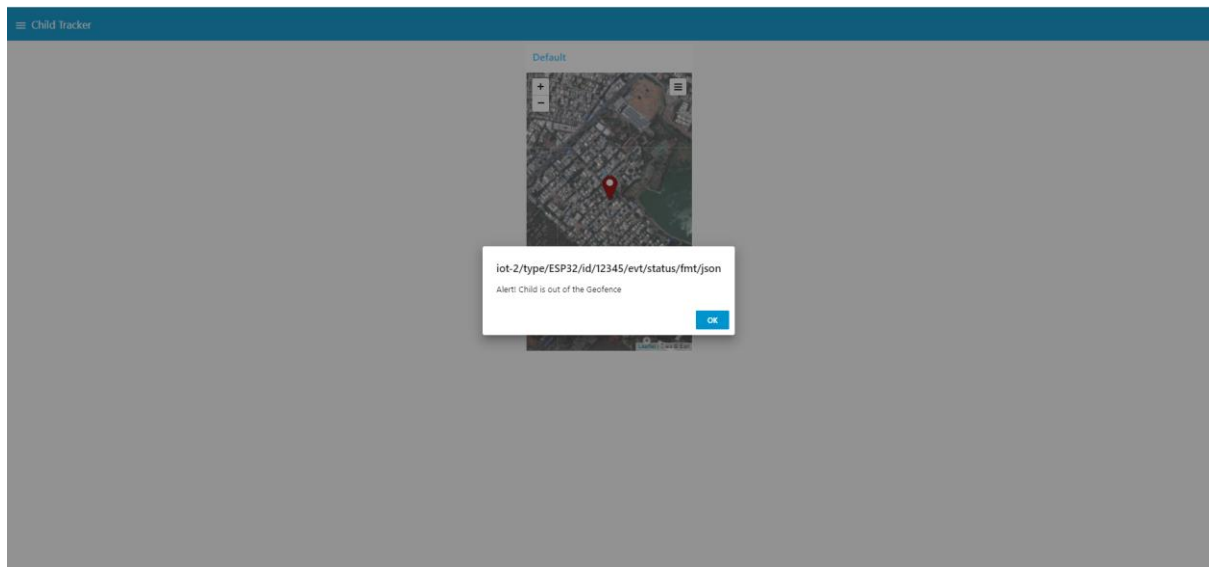 Child Tracker
Default
+
−
iot-2/type/ESP32/id/12345/evt/status/fmt/json
Alert! Child is out of the Geofence
OK